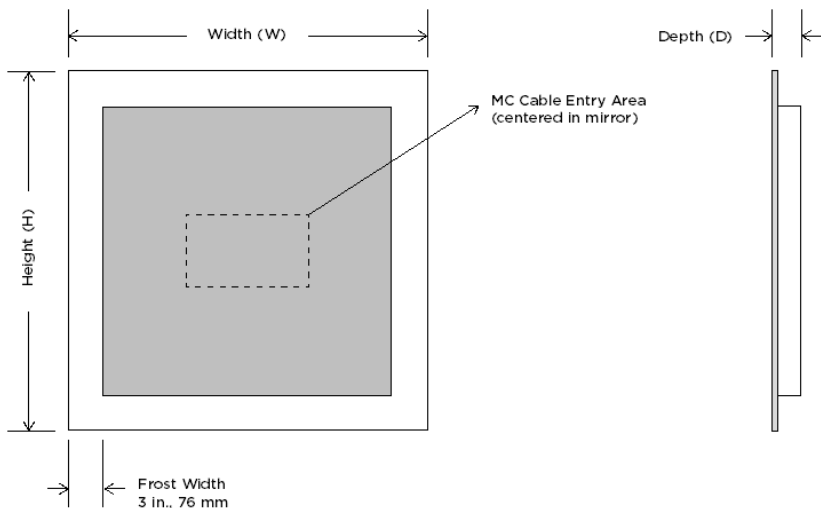 Width (W)
Depth (D)
MC Cable Entry Area
(centered in mirror)
Height (H)
Frost Width
3 in., 76 mm